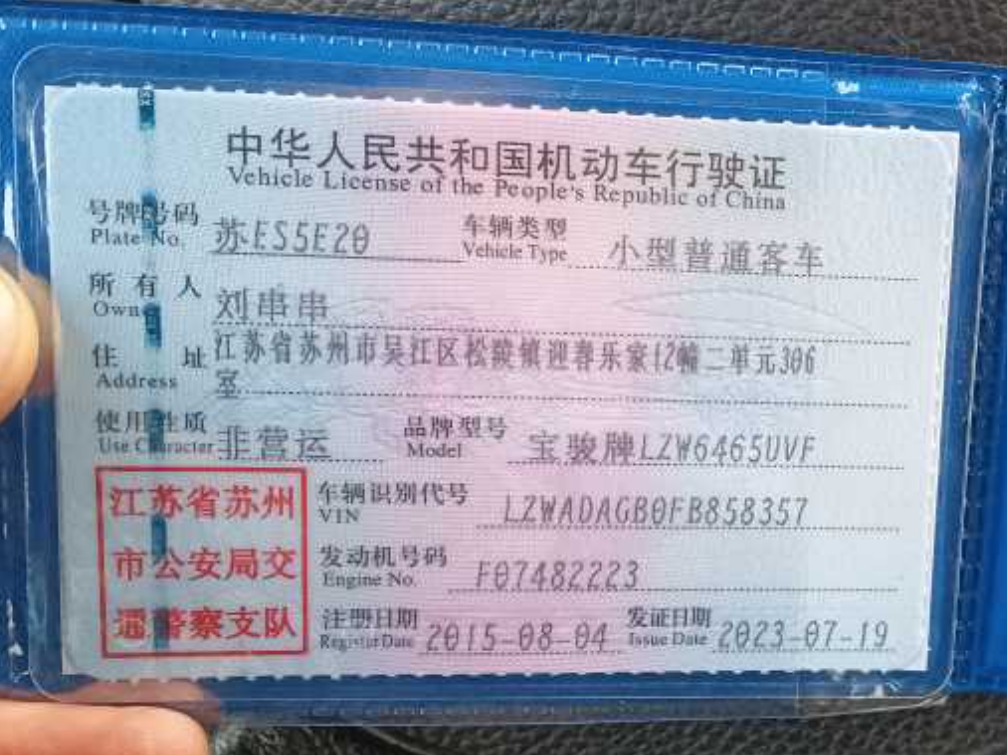 中华人民共和国机动车行驶证
Vehicle License of the People's Republic of China
号牌号码 苏ES5E20 车辆类型 小型普通客车
Plate No. Vehicle Type
所有人 刘串串
Owner
住址 江苏省苏州市吴江区松陵镇迎春乐家12幢二单元306
Address 室
使用性质 非营运 品牌型号 宝骏牌LZW6465UVF
Use Character Model
江苏省苏州 车辆识别代号 LZWADAGB0FB858357
VIN
市公安局交 发动机号码 F07482223
Engine No.
通警察支队 注册日期 2015-08-04 发证日期 2023-07-19
Register Date Issue Date